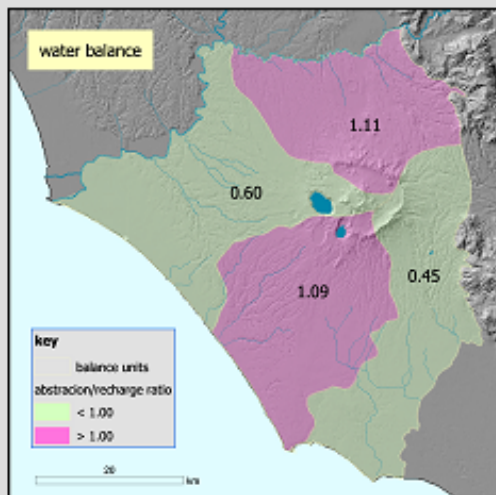 water balance
1.11
0.60
0.45
1.09
key
balance units
abstracion/recharge ratio
< 1.00
> 1.00
20
km